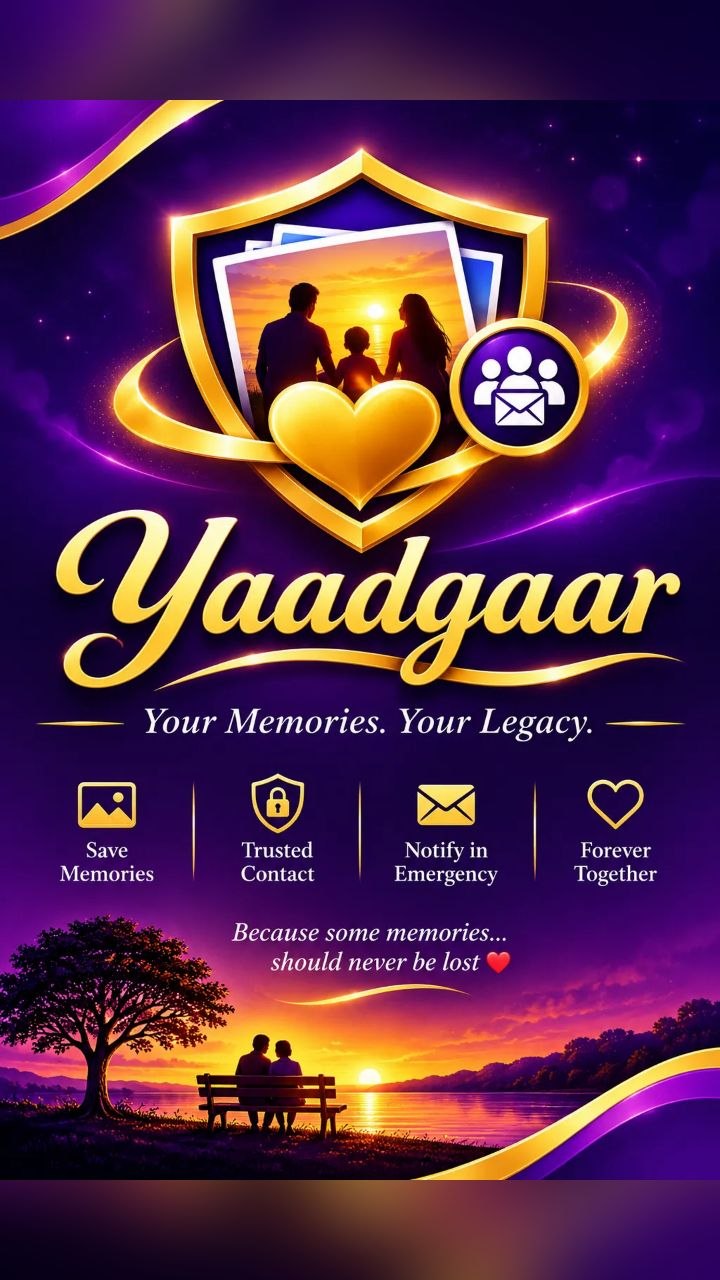 Yaadgaar
Your Memories. Your Legacy.
Save
Memories
Trusted
Contact
Notify in
Emergency
Forever
Together
Because some memories...
should never be lost ❤️